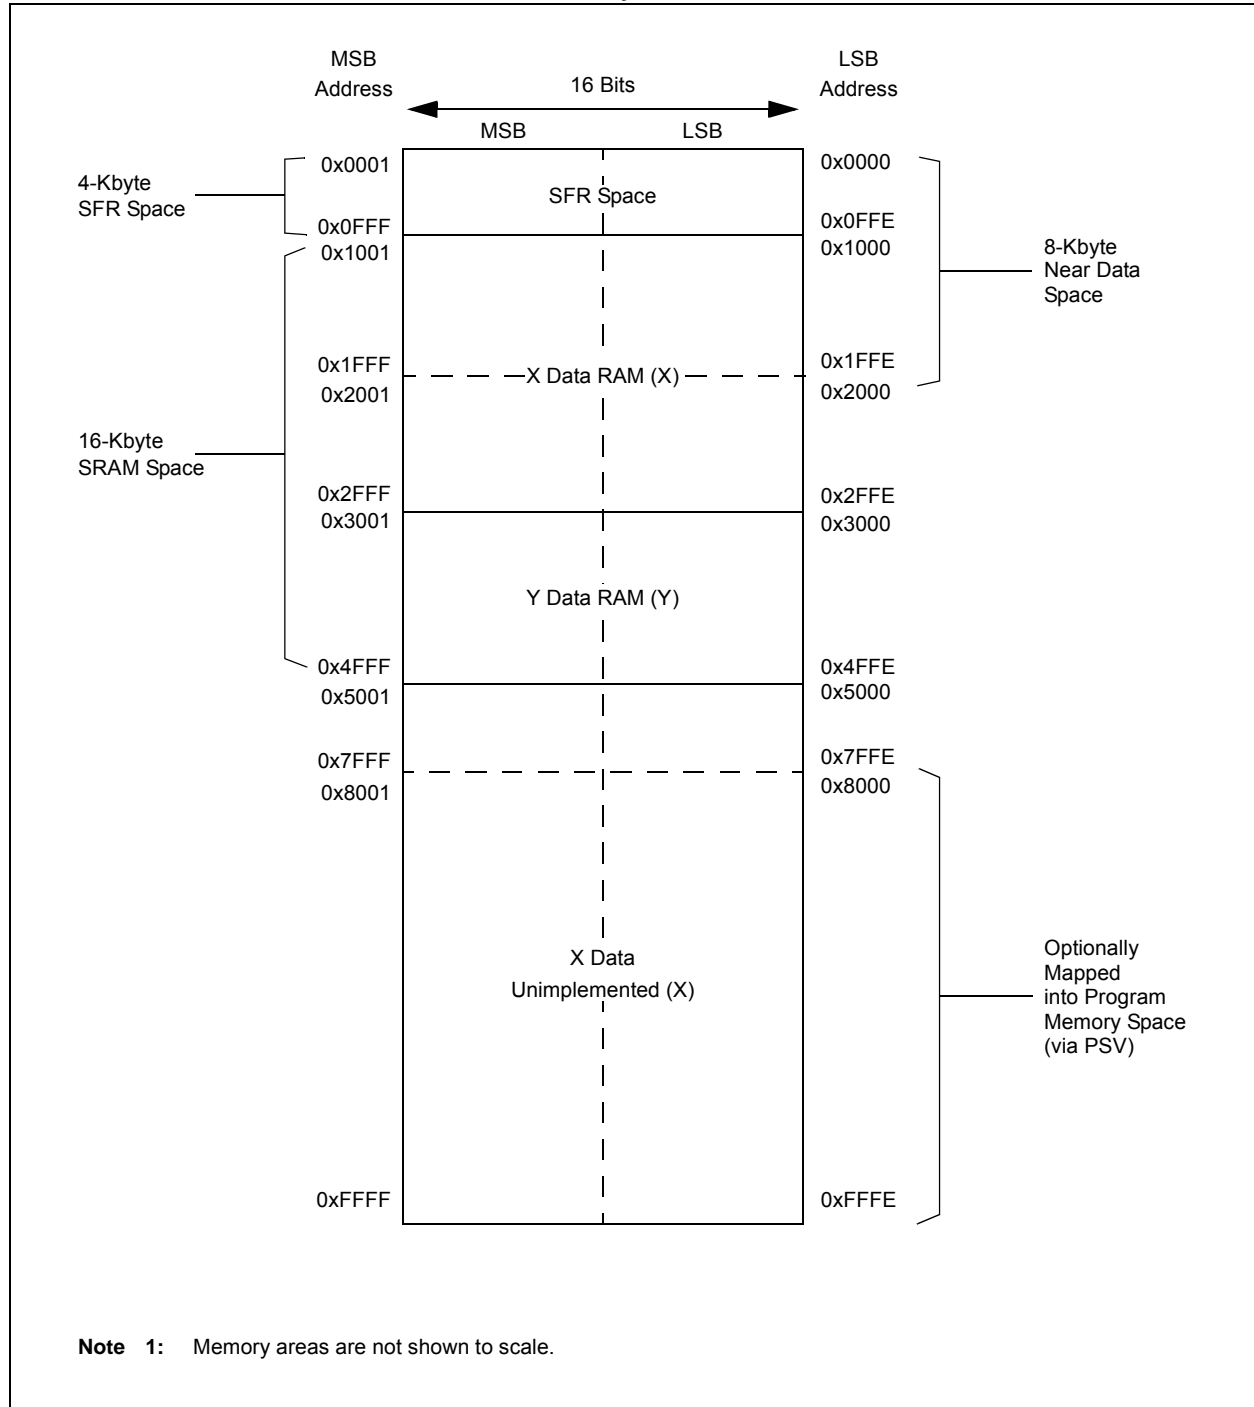 MSB
Address
LSB
Address
16 Bits
MSB
LSB
0x0001
0x0000
4-Kbyte
SFR Space
SFR Space
0x0FFF
0x0FFE
0x1001
0x1000
8-Kbyte
Near Data
Space
0x1FFF
0x1FFE
X Data RAM (X)
0x2001
0x2000
16-Kbyte
SRAM Space
0x2FFF
0x2FFE
0x3001
0x3000
Y Data RAM (Y)
0x4FFF
0x4FFE
0x5001
0x5000
0x7FFF
0x7FFE
0x8001
0x8000
X Data
Unimplemented (X)
Optionally
Mapped
into Program
Memory Space
(via PSV)
0xFFFF
0xFFFE
Note 1: Memory areas are not shown to scale.